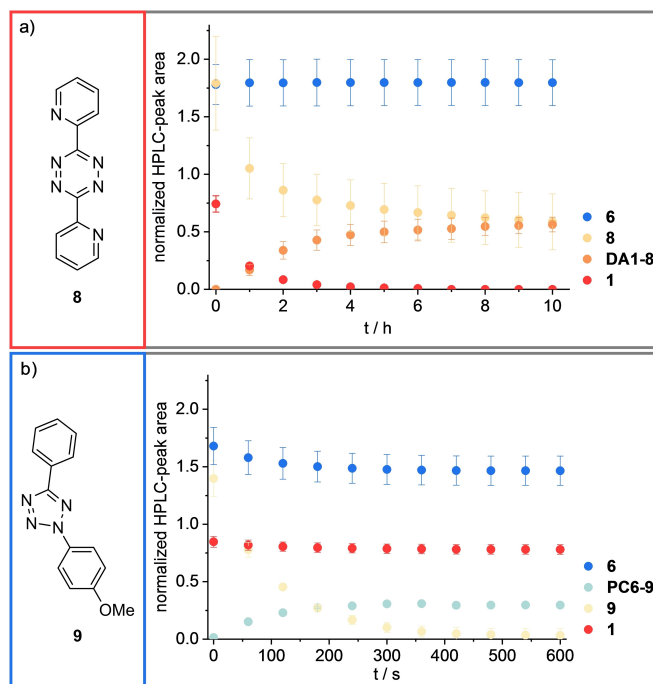 a)
N
N
N
N
N
N
8
normalized HPLC-peak area
2.0
1.5
1.0
0.5
0.0
0
2
4
6
8
10
t / h
6
8
DA1-8
1
b)
N
N
N
N
OMe
9
normalized HPLC-peak area
2.0
1.5
1.0
0.5
0.0
0
100
200
300
400
500
600
t / s
6
PC6-9
9
1